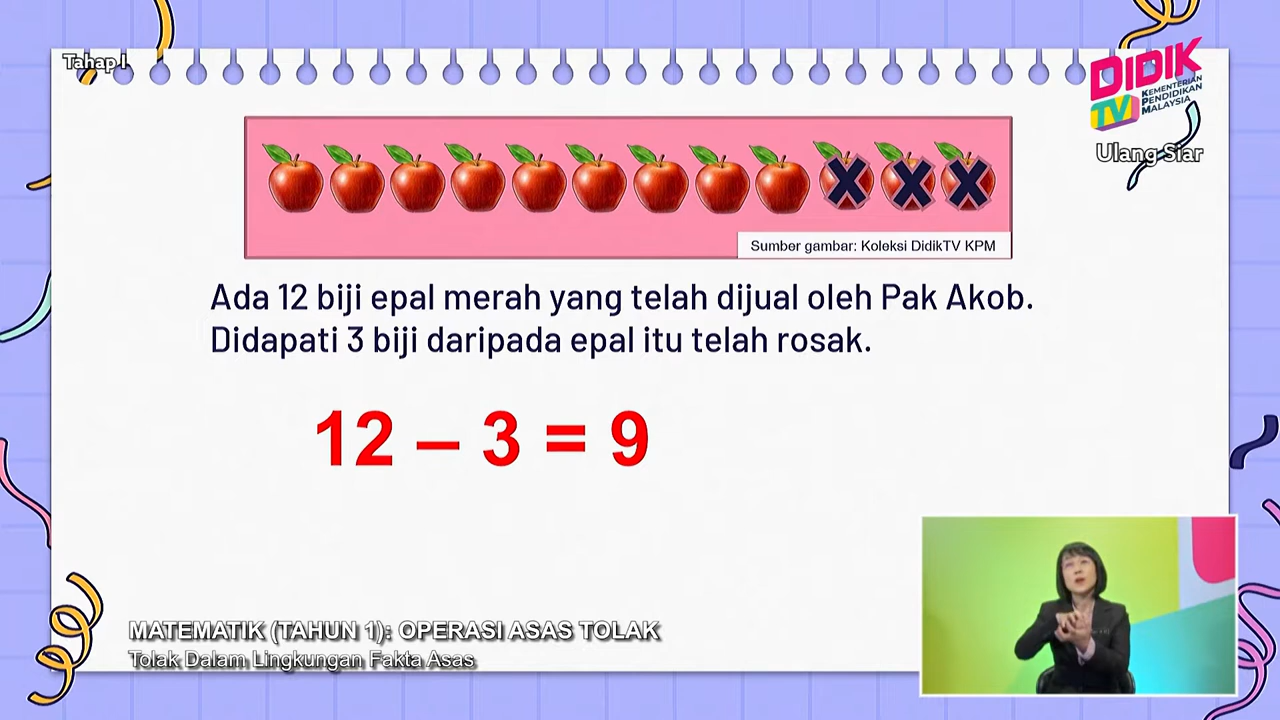 Tahap I
DIDIK
TV
KEMENTERIAN
PENDIDIKAN
MALAYSIA
Ulang Siar
Sumber gambar: Koleksi DidikTV KPM
Ada 12 biji epal merah yang telah dijual oleh Pak Akob.
Didapati 3 biji daripada epal itu telah rosak.
12 – 3 = 9
MATEMATIK (TAHUN 1): OPERASI ASAS TOLAK
Tolak Dalam Lingkungan Fakta Asas